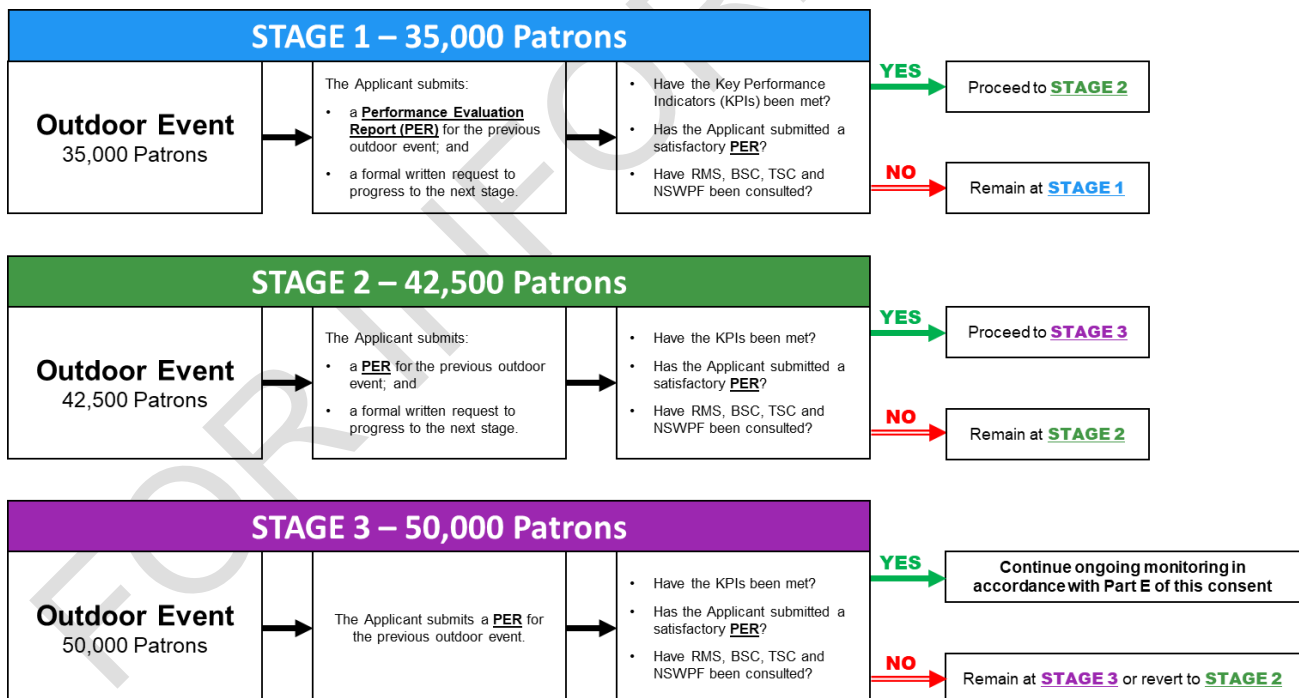 STAGE 1 – 35,000 Patrons
Outdoor Event
35,000 Patrons
The Applicant submits:
• a Performance Evaluation
Report (PER) for the previous
outdoor event; and
• a formal written request to
progress to the next stage.
• Have the Key Performance
Indicators (KPIs) been met?
• Has the Applicant submitted a
satisfactory PER?
• Have RMS, BSC, TSC and
NSWPF been consulted?
YES
Proceed to STAGE 2
NO
Remain at STAGE 1
STAGE 2 – 42,500 Patrons
Outdoor Event
42,500 Patrons
The Applicant submits:
• a PER for the previous outdoor
event; and
• a formal written request to
progress to the next stage.
• Have the KPIs been met?
• Has the Applicant submitted a
satisfactory PER?
• Have RMS, BSC, TSC and
NSWPF been consulted?
YES
Proceed to STAGE 3
NO
Remain at STAGE 2
STAGE 3 – 50,000 Patrons
Outdoor Event
50,000 Patrons
The Applicant submits a PER for
the previous outdoor event.
• Have the KPIs been met?
• Has the Applicant submitted a
satisfactory PER?
• Have RMS, BSC, TSC and
NSWPF been consulted?
YES
Continue ongoing monitoring in
accordance with Part E of this consent
NO
Remain at STAGE 3 or revert to STAGE 2
FOR INFOR